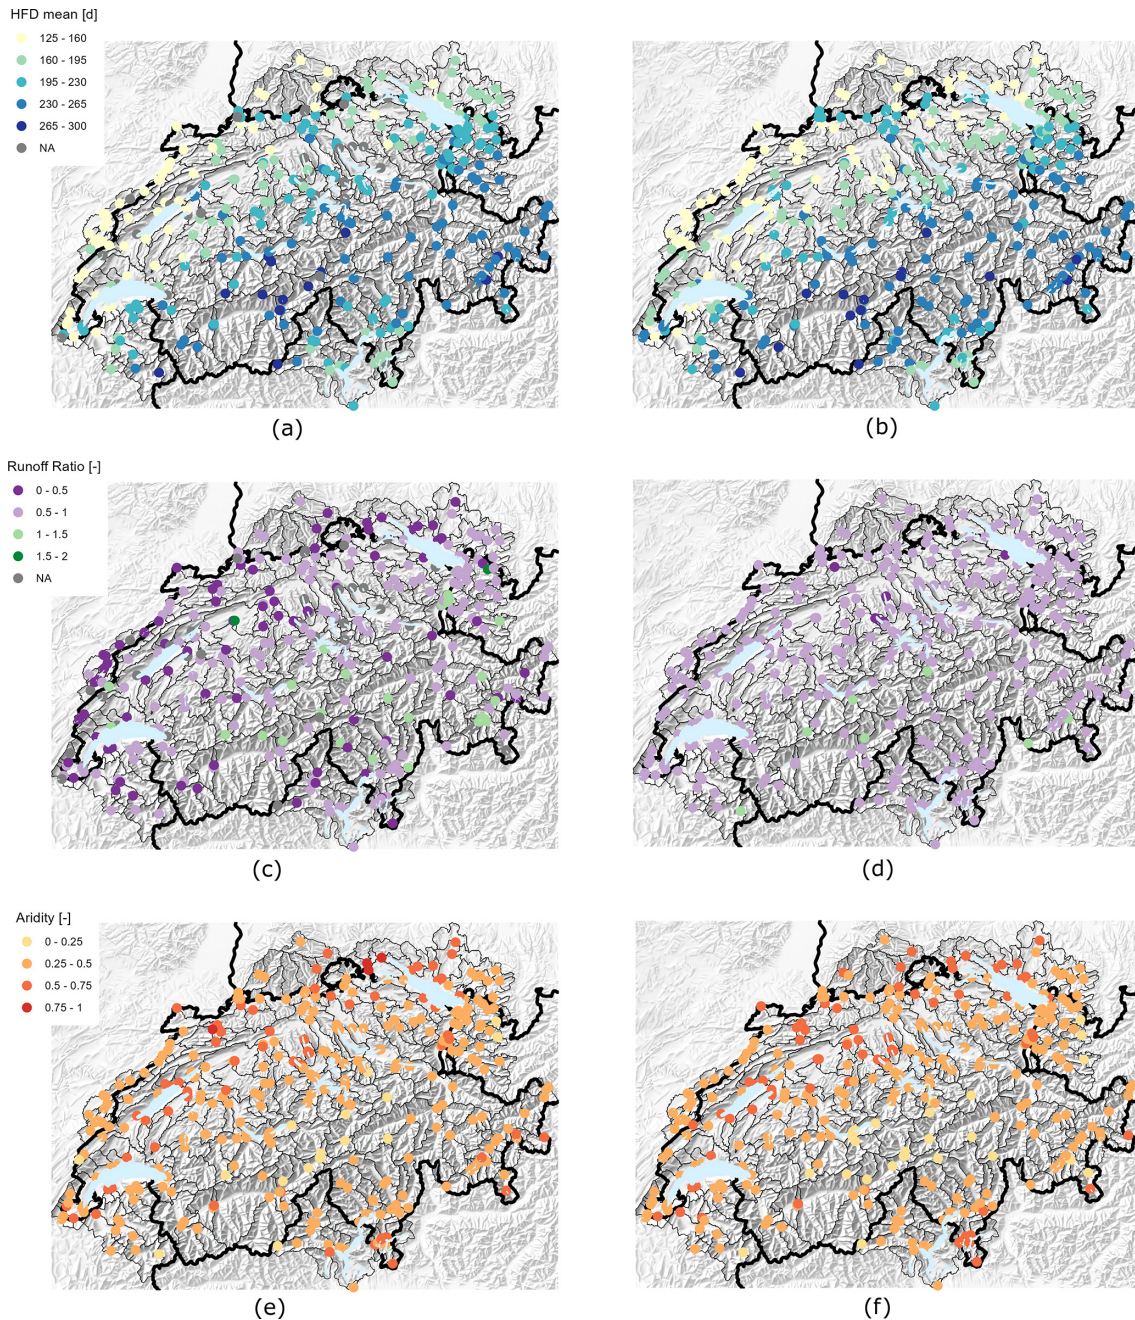 HFD mean [d]
125 - 160
160 - 195
195 - 230
230 - 265
265 - 300
NA
(a)
(b)
Runoff Ratio [-]
0 - 0.5
0.5 - 1
1 - 1.5
1.5 - 2
NA
(c)
(d)
Aridity [-]
0 - 0.25
0.25 - 0.5
0.5 - 0.75
0.75 - 1
(e)
(f)